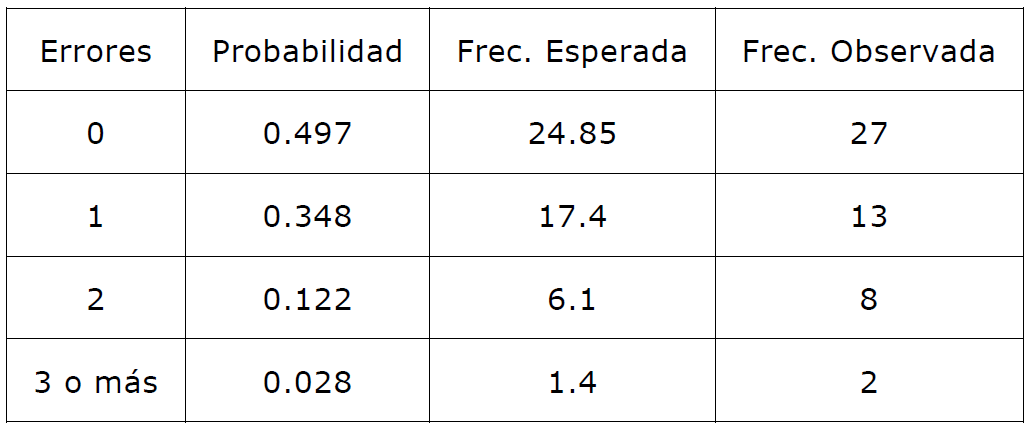 Errores Probabilidad Frec. Esperada Frec. Observada
0 0.497 24.85 27
1 0.348 17.4 13
2 0.122 6.1 8
3 o más 0.028 1.4 2